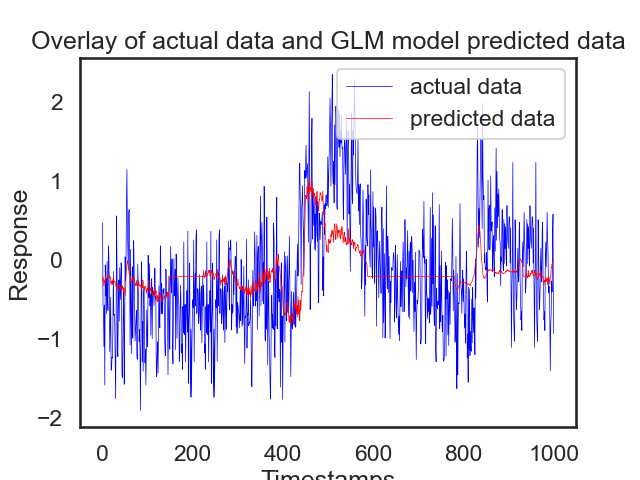 Overlay of actual data and GLM model predicted data
actual data
predicted data
Response
2
1
0
−1
−2
0 200 400 600 800 1000
Timestamps